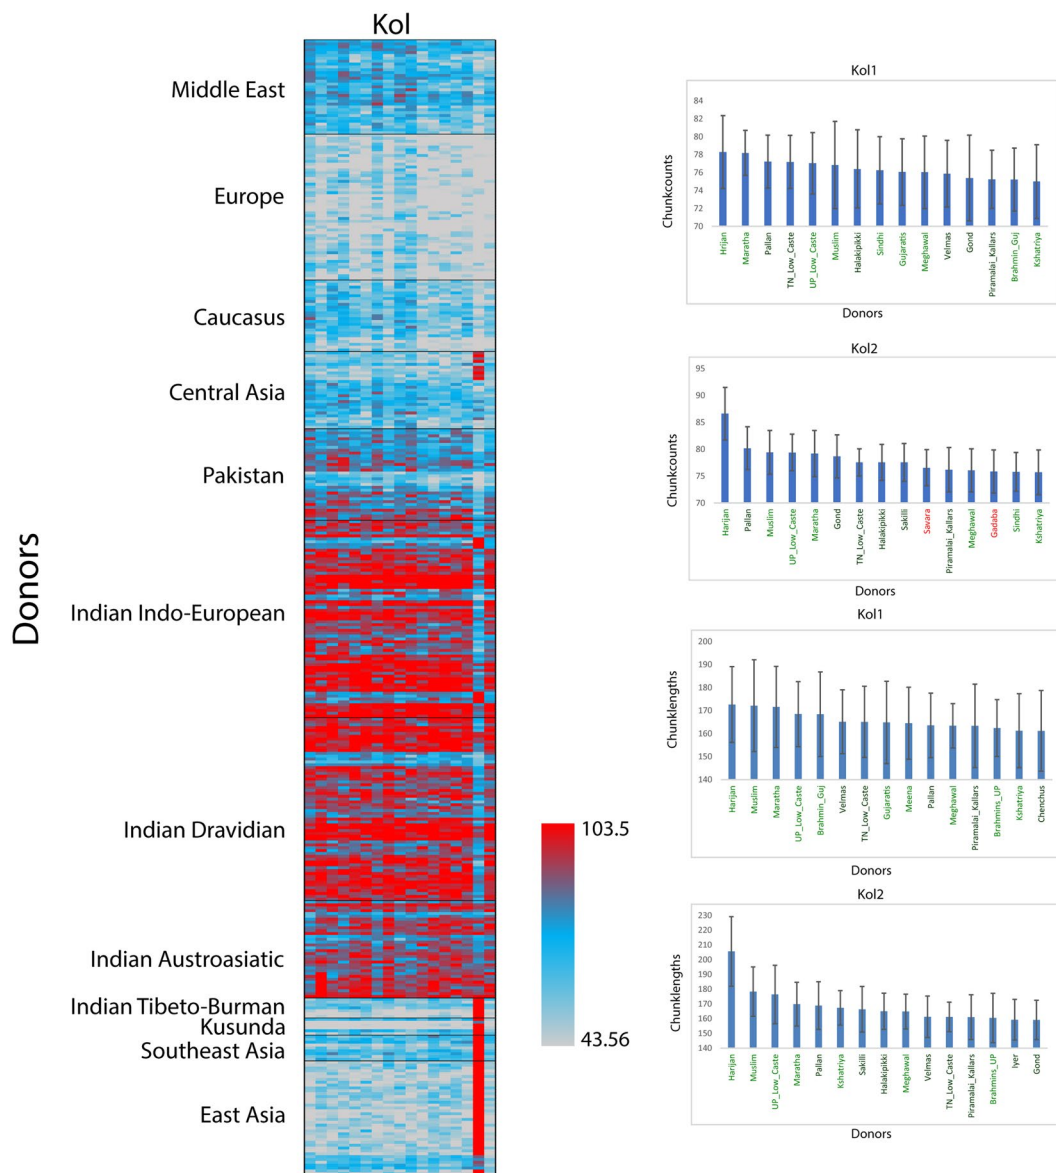 Kol
Donors
Middle East
Europe
Caucasus
Central Asia
Pakistan
Indian Indo-European
Indian Dravidian
Indian Austroasiatic
Indian Tibeto-Burman
Kusunda
Southeast Asia
East Asia
103.5
43.56
Kol1
Chunkcounts
84
82
80
78
76
74
72
70
Hrijan
Maratha
Pallan
TN_Low_Caste
UP_Low_Caste
Muslim
Halakipikki
Sindhi
Gujaratis
Meghawal
Velmas
Gond
Piramalai_Kallars
Brahmin_Guj
Kshatriya
Donors
Kol2
Chunkcounts
95
90
85
80
75
70
Harijan
Pallan
Muslim
UP_Low_Caste
Maratha
Gond
TN_Low_Caste
Halakipikki
Sakilli
Savara
Piramalai_Kallars
Meghawal
Gadaba
Sindhi
Kshatriya
Donors
Kol1
Chunklengths
200
190
180
170
160
150
140
Harijan
Muslim
Maratha
UP_Low_Caste
Brahmin_Guj
Velmas
TN_Low_Caste
Gujaratis
Meena
Pallan
Meghawal
Piramalai_Kallars
Brahmins_UP
Kshatriya
Chenchus
Donors
Kol2
Chunklengths
230
220
210
200
190
180
170
160
150
140
Harijan
Muslim
UP_Low_Caste
Maratha
Pallan
Kshatriya
Sakilli
Halakipikki
Meghawal
Velmas
TN_Low_Caste
Piramalai_Kallars
Brahmins_UP
Iyer
Gond
Donors